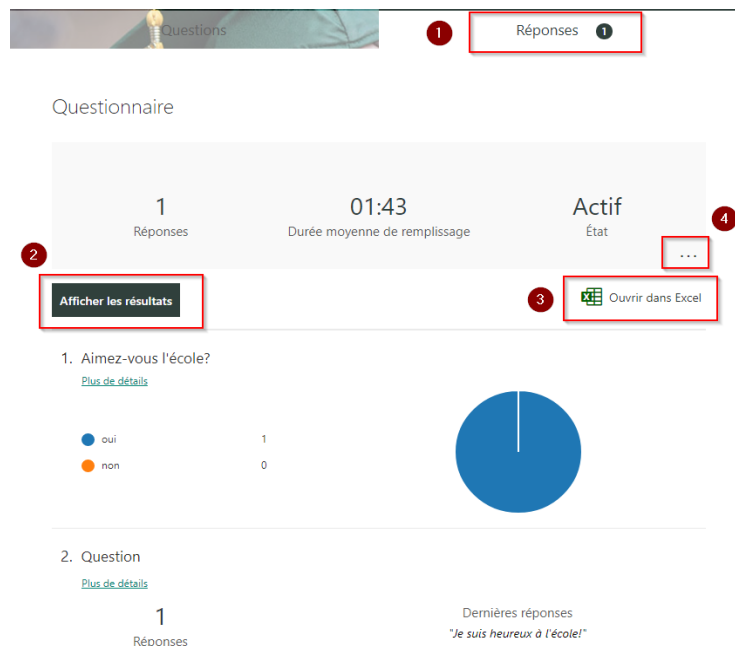 Questions
1
Réponses 1
Questionnaire
1
Réponses
01:43
Durée moyenne de remplissage
Actif
État
4
...
2
Afficher les résultats
3
Ouvrir dans Excel
1. Aimez-vous l'école?
Plus de détails
oui 1
non 0
2. Question
Plus de détails
1
Réponses
Dernières réponses
"Je suis heureux à l'école!"